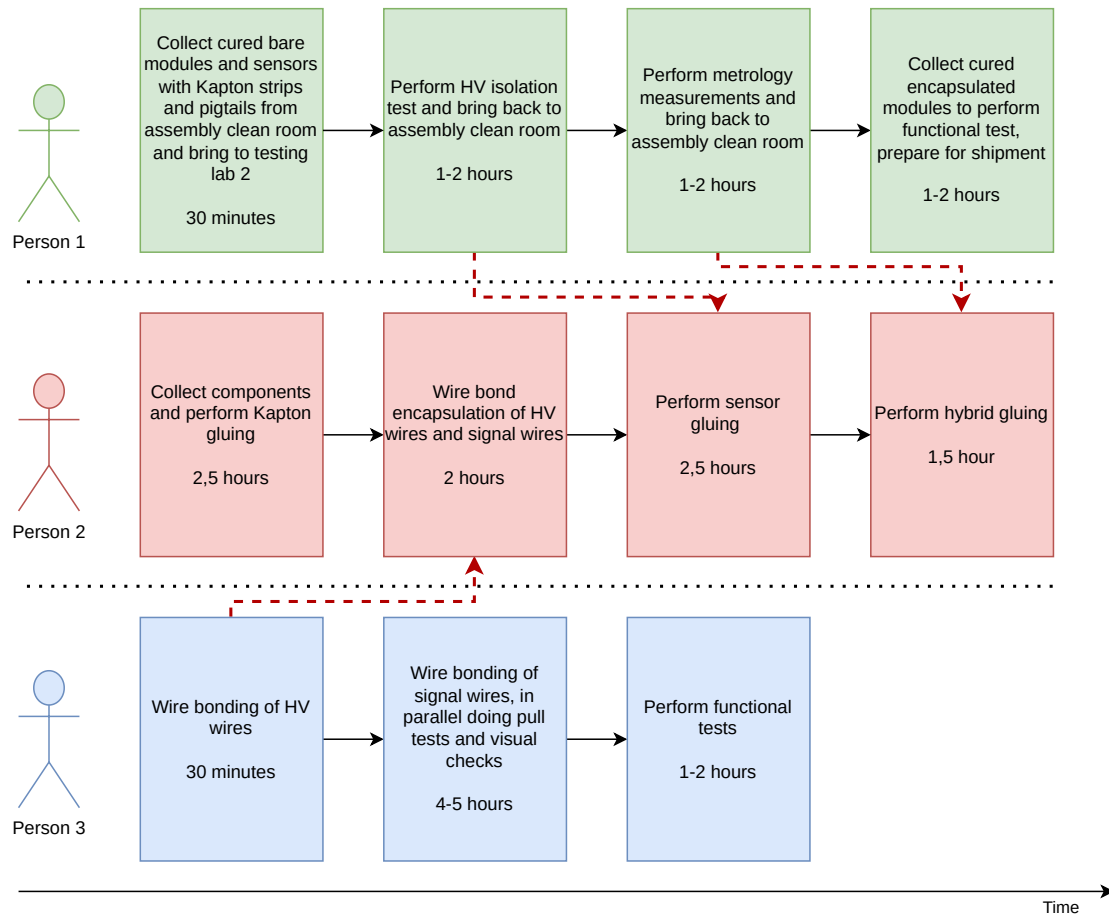 Collect cured bare
modules and sensors
with Kapton strips
and pigtails from
assembly clean room
and bring to testing
lab 2
30 minutes
Perform HV isolation
test and bring back to
assembly clean room
1-2 hours
Perform metrology
measurements and
bring back to
assembly clean room
1-2 hours
Collect cured
encapsulated
modules to perform
functional test,
prepare for shipment
1-2 hours
Person 1
Collect components
and perform Kapton
gluing
2,5 hours
Wire bond
encapsulation of HV
wires and signal wires
2 hours
Perform sensor
gluing
2,5 hours
Perform hybrid gluing
1,5 hour
Person 2
Wire bonding of HV
wires
30 minutes
Wire bonding of
signal wires, in
parallel doing pull
tests and visual
checks
4-5 hours
Perform functional
tests
1-2 hours
Person 3
Time